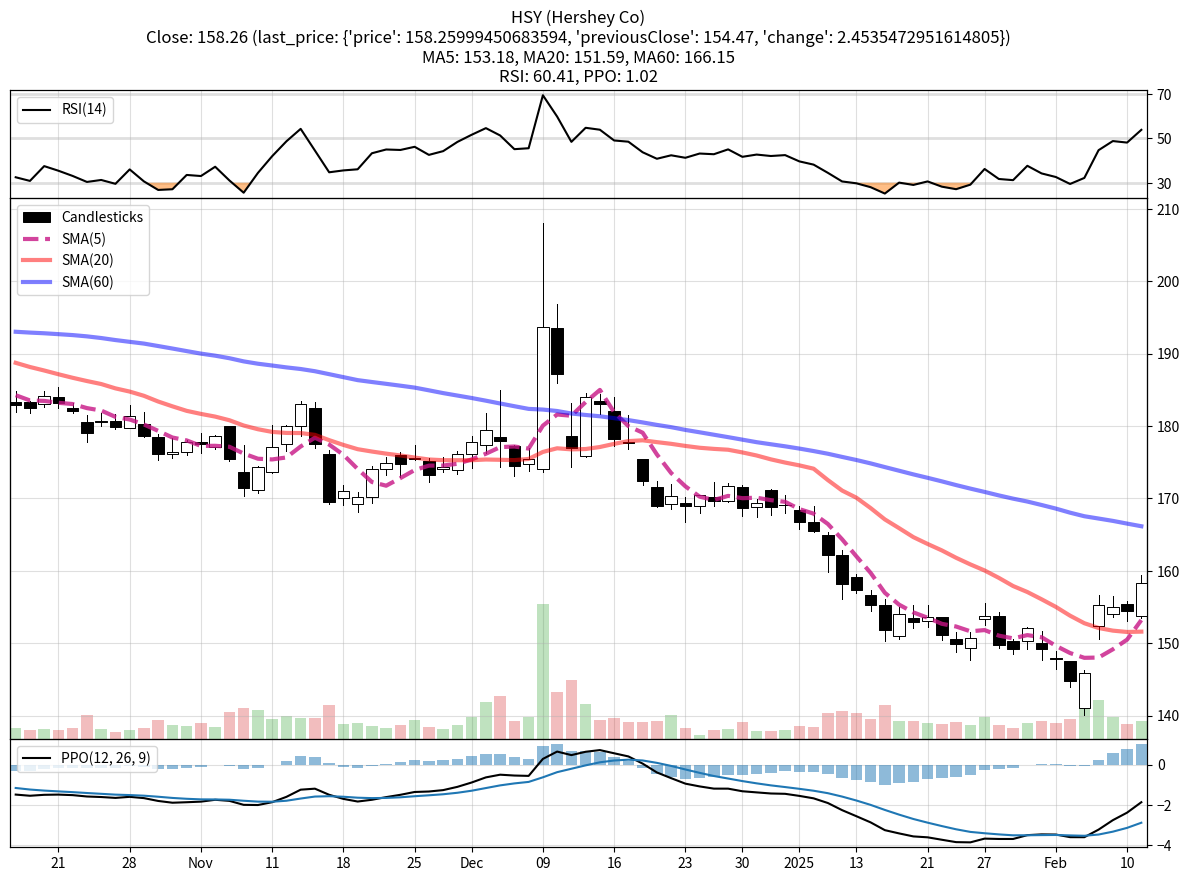 HSY (Hershey Co)
Close: 158.26 (last_price: {'price': 158.25999450683594, 'previousClose': 154.47, 'change': 2.4535472951614805})
MA5: 153.18, MA20: 151.59, MA60: 166.15
RSI: 60.41, PPO: 1.02
RSI(14)
70
50
30
Candlesticks
SMA(5)
SMA(20)
SMA(60)
210
200
190
180
170
160
150
140
PPO(12, 26, 9)
0
−2
−4
21 28 Nov 11 18 25 Dec 09 16 23 30 2025 13 21 27 Feb 10